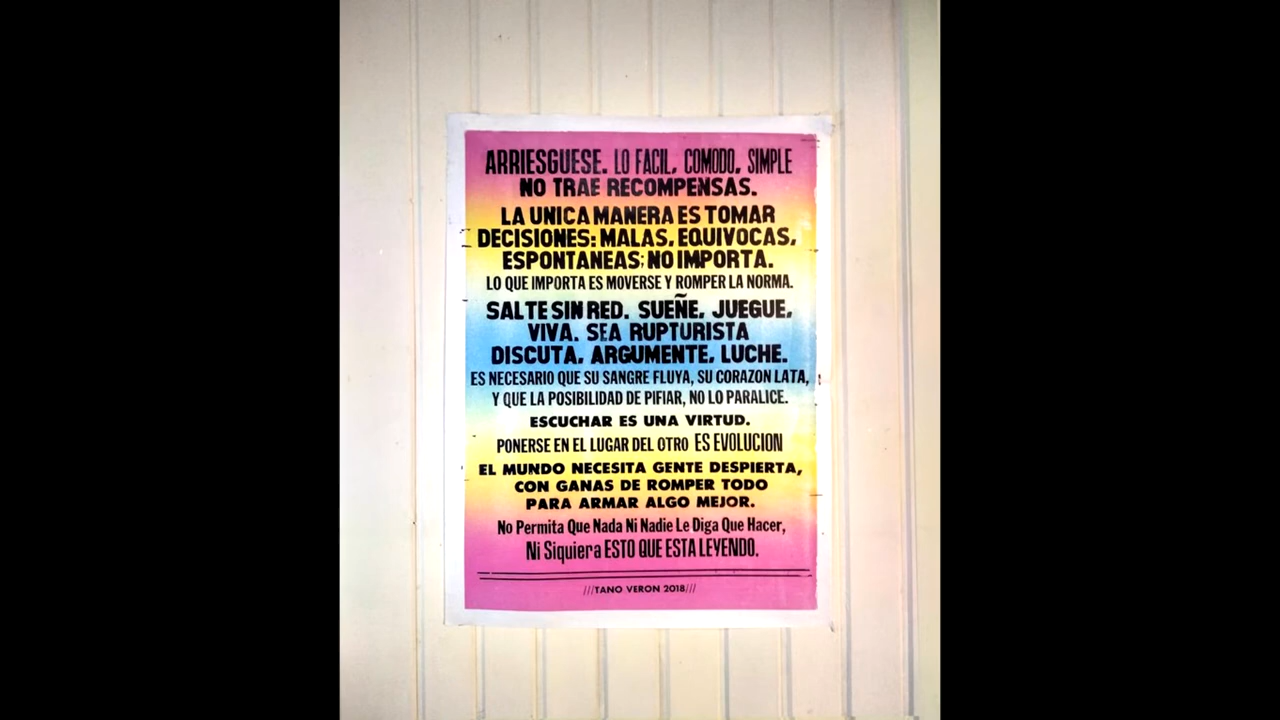 ARRIESGUESE. LO FACIL, COMODO, SIMPLE
NO TRAE RECOMPENSAS.
LA UNICA MANERA ES TOMAR
DECISIONES: MALAS, EQUIVOCAS,
ESPONTANEAS; NO IMPORTA.
LO QUE IMPORTA ES MOVERSE Y ROMPER LA NORMA.
SALTE SIN RED. SUEÑE, JUEGUE,
VIVA. SEA RUPTURISTA
DISCUTA, ARGUMENTE, LUCHE.
ES NECESARIO QUE SU SANGRE FLUYA, SU CORAZON LATA,
Y QUE LA POSIBILIDAD DE PIFIAR, NO LO PARALICE.
ESCUCHAR ES UNA VIRTUD.
PONERSE EN EL LUGAR DEL OTRO ES EVOLUCION
EL MUNDO NECESITA GENTE DESPIERTA,
CON GANAS DE ROMPER TODO
PARA ARMAR ALGO MEJOR.
No Permita Que Nada Ni Nadie Le Diga Que Hacer,
Ni Siquiera ESTO QUE ESTA LEYENDO.
///TANO VERON 2018///